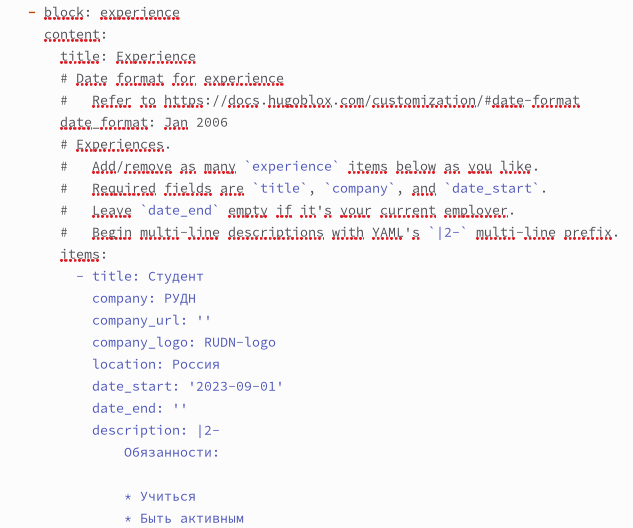 - block: experience
content:
title: Experience
# Date format for experience
# Refer to https://docs.hugoblox.com/customization/#date-format
date_format: Jan 2006
# Experiences.
# Add/remove as many `experience` items below as you like.
# Required fields are `title`, `company`, and `date_start`.
# Leave `date_end` empty if it's your current employer.
# Begin multi-line descriptions with YAML's `|2-` multi-line prefix.
items:
- title: Студент
company: РУДН
company_url: ''
company_logo: RUDN-logo
location: Россия
date_start: '2023-09-01'
date_end: ''
description: |2-
Обязанности:
* Учиться
* Быть активным